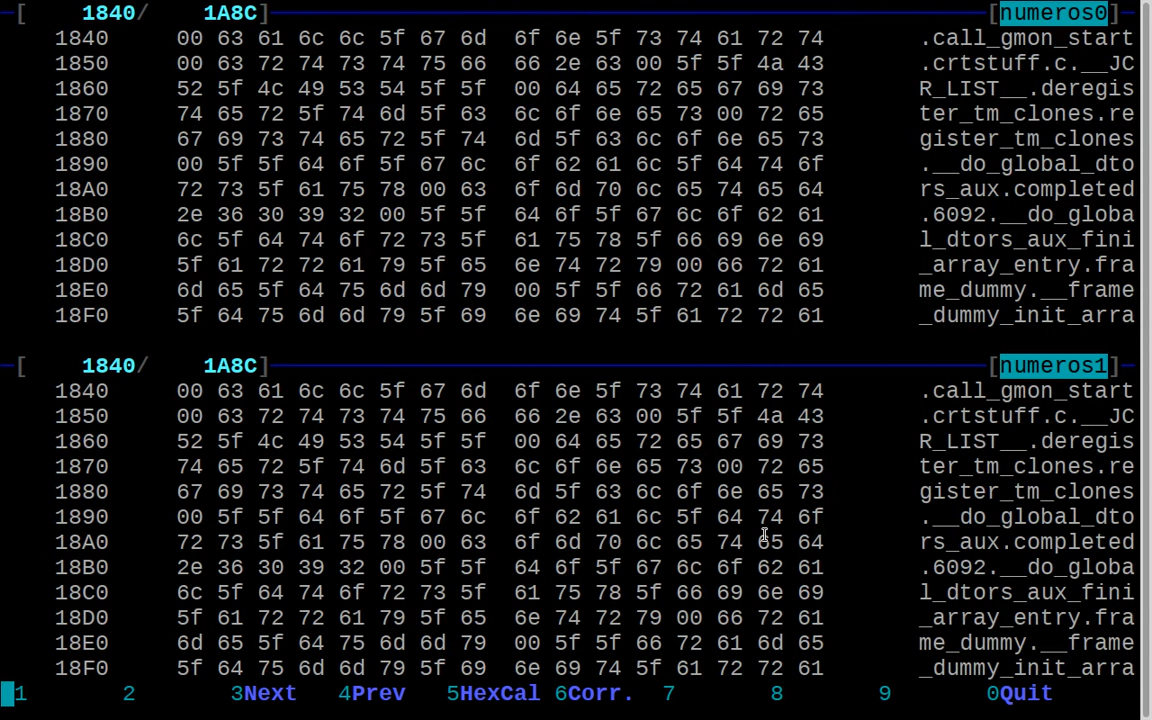 [    1840/    1A8C] [numeros0]
1840 00 63 61 6c 6c 5f 67 6d 6f 6e 5f 73 74 61 72 74 .call_gmon_start
1850 00 63 72 74 73 74 75 66 66 2e 63 00 5f 5f 4a 43 .crtstuff.c.__JC
1860 52 5f 4c 49 53 54 5f 5f 00 64 65 72 65 67 69 73 R_LIST__.deregis
1870 74 65 72 5f 74 6d 5f 63 6c 6f 6e 65 73 00 72 65 ter_tm_clones.re
1880 67 69 73 74 65 72 5f 74 6d 5f 63 6c 6f 6e 65 73 gister_tm_clones
1890 00 5f 5f 64 6f 5f 67 6c 6f 62 61 6c 5f 64 74 6f .__do_global_dto
18A0 72 73 5f 61 75 78 00 63 6f 6d 70 6c 65 74 65 64 rs_aux.completed
18B0 2e 36 30 39 32 00 5f 5f 64 6f 5f 67 6c 6f 62 61 .6092.__do_globa
18C0 6c 5f 64 74 6f 72 73 5f 61 75 78 5f 66 69 6e 69 l_dtors_aux_fini
18D0 5f 61 72 72 61 79 5f 65 6e 74 72 79 00 66 72 61 _array_entry.fra
18E0 6d 65 5f 64 75 6d 6d 79 00 5f 5f 66 72 61 6d 65 me_dummy.__frame
18F0 5f 64 75 6d 6d 79 5f 69 6e 69 74 5f 61 72 72 61 _dummy_init_arra
[    1840/    1A8C] [numeros1]
1840 00 63 61 6c 6c 5f 67 6d 6f 6e 5f 73 74 61 72 74 .call_gmon_start
1850 00 63 72 74 73 74 75 66 66 2e 63 00 5f 5f 4a 43 .crtstuff.c.__JC
1860 52 5f 4c 49 53 54 5f 5f 00 64 65 72 65 67 69 73 R_LIST__.deregis
1870 74 65 72 5f 74 6d 5f 63 6c 6f 6e 65 73 00 72 65 ter_tm_clones.re
1880 67 69 73 74 65 72 5f 74 6d 5f 63 6c 6f 6e 65 73 gister_tm_clones
1890 00 5f 5f 64 6f 5f 67 6c 6f 62 61 6c 5f 64 74 6f .__do_global_dto
18A0 72 73 5f 61 75 78 00 63 6f 6d 70 6c 65 74 65 64 rs_aux.completed
18B0 2e 36 30 39 32 00 5f 5f 64 6f 5f 67 6c 6f 62 61 .6092.__do_globa
18C0 6c 5f 64 74 6f 72 73 5f 61 75 78 5f 66 69 6e 69 l_dtors_aux_fini
18D0 5f 61 72 72 61 79 5f 65 6e 74 72 79 00 66 72 61 _array_entry.fra
18E0 6d 65 5f 64 75 6d 6d 79 00 5f 5f 66 72 61 6d 65 me_dummy.__frame
18F0 5f 64 75 6d 6d 79 5f 69 6e 69 74 5f 61 72 72 61 _dummy_init_arra
1 2 3Next 4Prev 5HexCal 6Corr. 7 8 9 0Quit